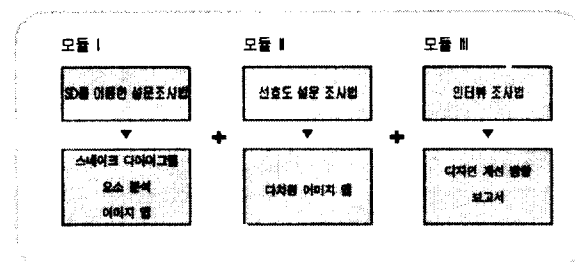 모듈 Ⅰ
모듈 Ⅱ
모듈 Ⅲ
SD를 이용한 설문조사법
선호도 설문 조사법
인터뷰 조사법
스네이크 다이어그램
요소 분석
이미지 맵
다차원 이미지 맵
디자인 개선 방향
보고서